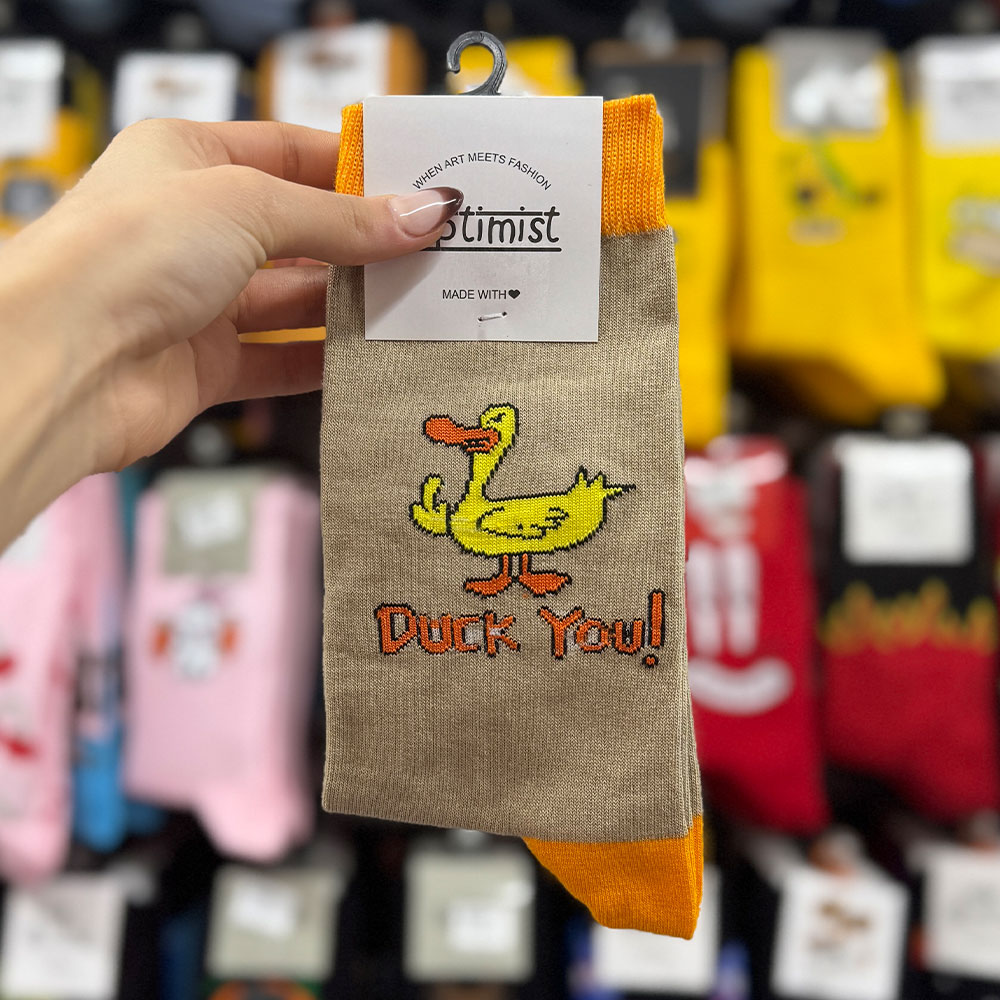 WHEN ART MEETS FASHION
ptimist
MADE WITH♥
Duck You!